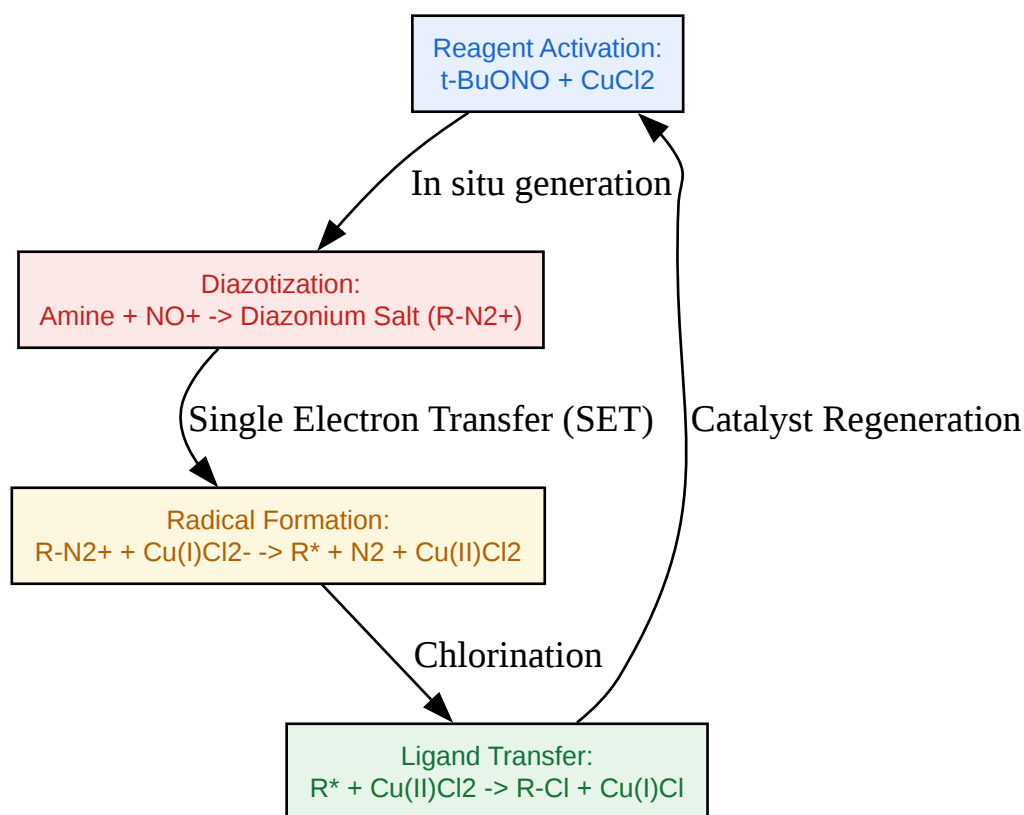 Reagent Activation:
t-BuONO + CuCl2
In situ generation
Diazotization:
Amine + NO+ -> Diazonium Salt (R-N2+)
Single Electron Transfer (SET)
Catalyst Regeneration
Radical Formation:
R-N2+ + Cu(I)Cl2- -> R* + N2 + Cu(II)Cl2
Chlorination
Ligand Transfer:
R* + Cu(II)Cl2 -> R-Cl + Cu(I)Cl